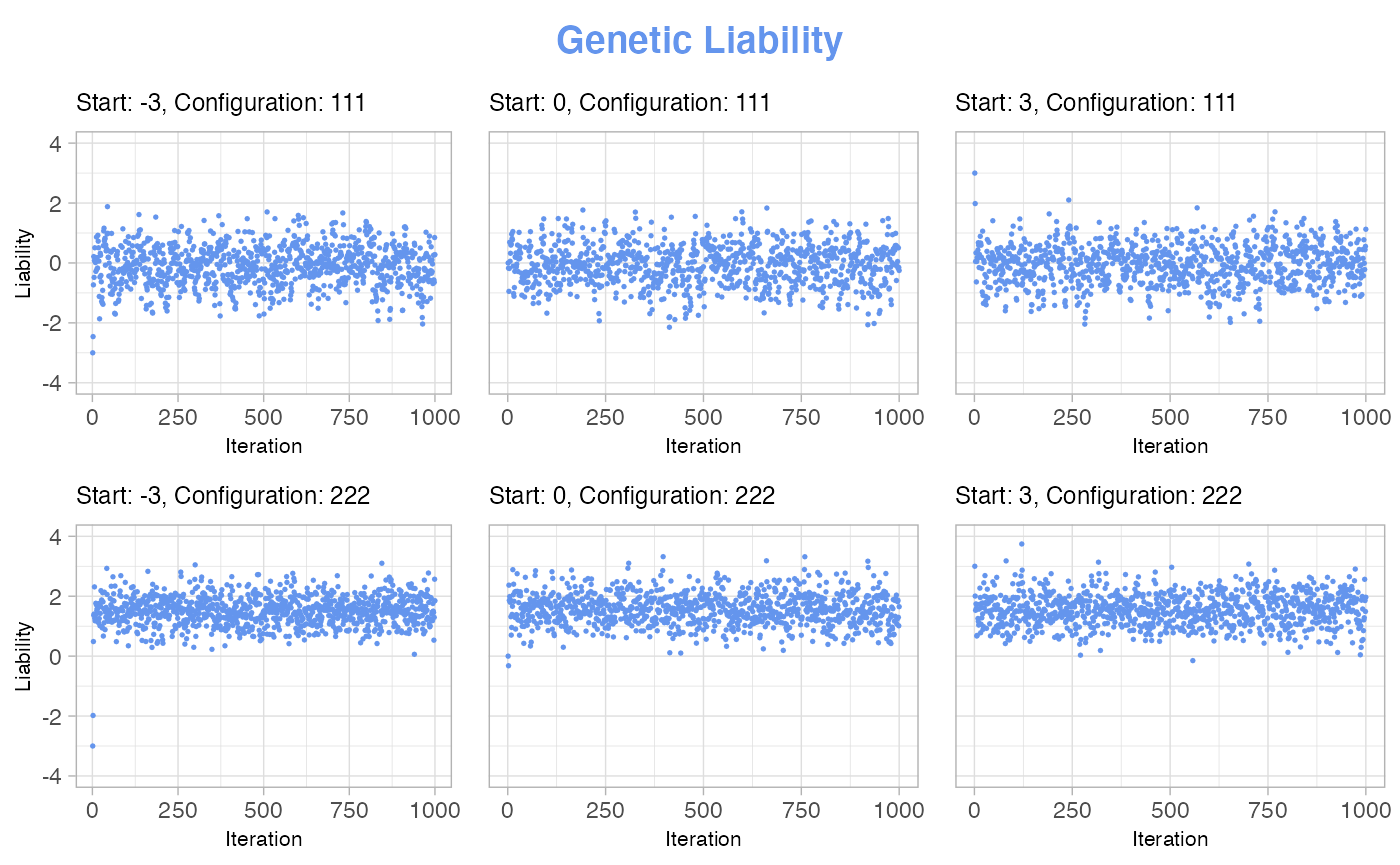 Genetic Liability
Start: -3, Configuration: 111
Start: 0, Configuration: 111
Start: 3, Configuration: 111
4
2
0
-2
-4
Liability
0 250 500 750 1000
0 250 500 750 1000
0 250 500 750 1000
Iteration
Iteration
Iteration
Start: -3, Configuration: 222
Start: 0, Configuration: 222
Start: 3, Configuration: 222
4
2
0
-2
-4
Liability
0 250 500 750 1000
0 250 500 750 1000
0 250 500 750 1000
Iteration
Iteration
Iteration